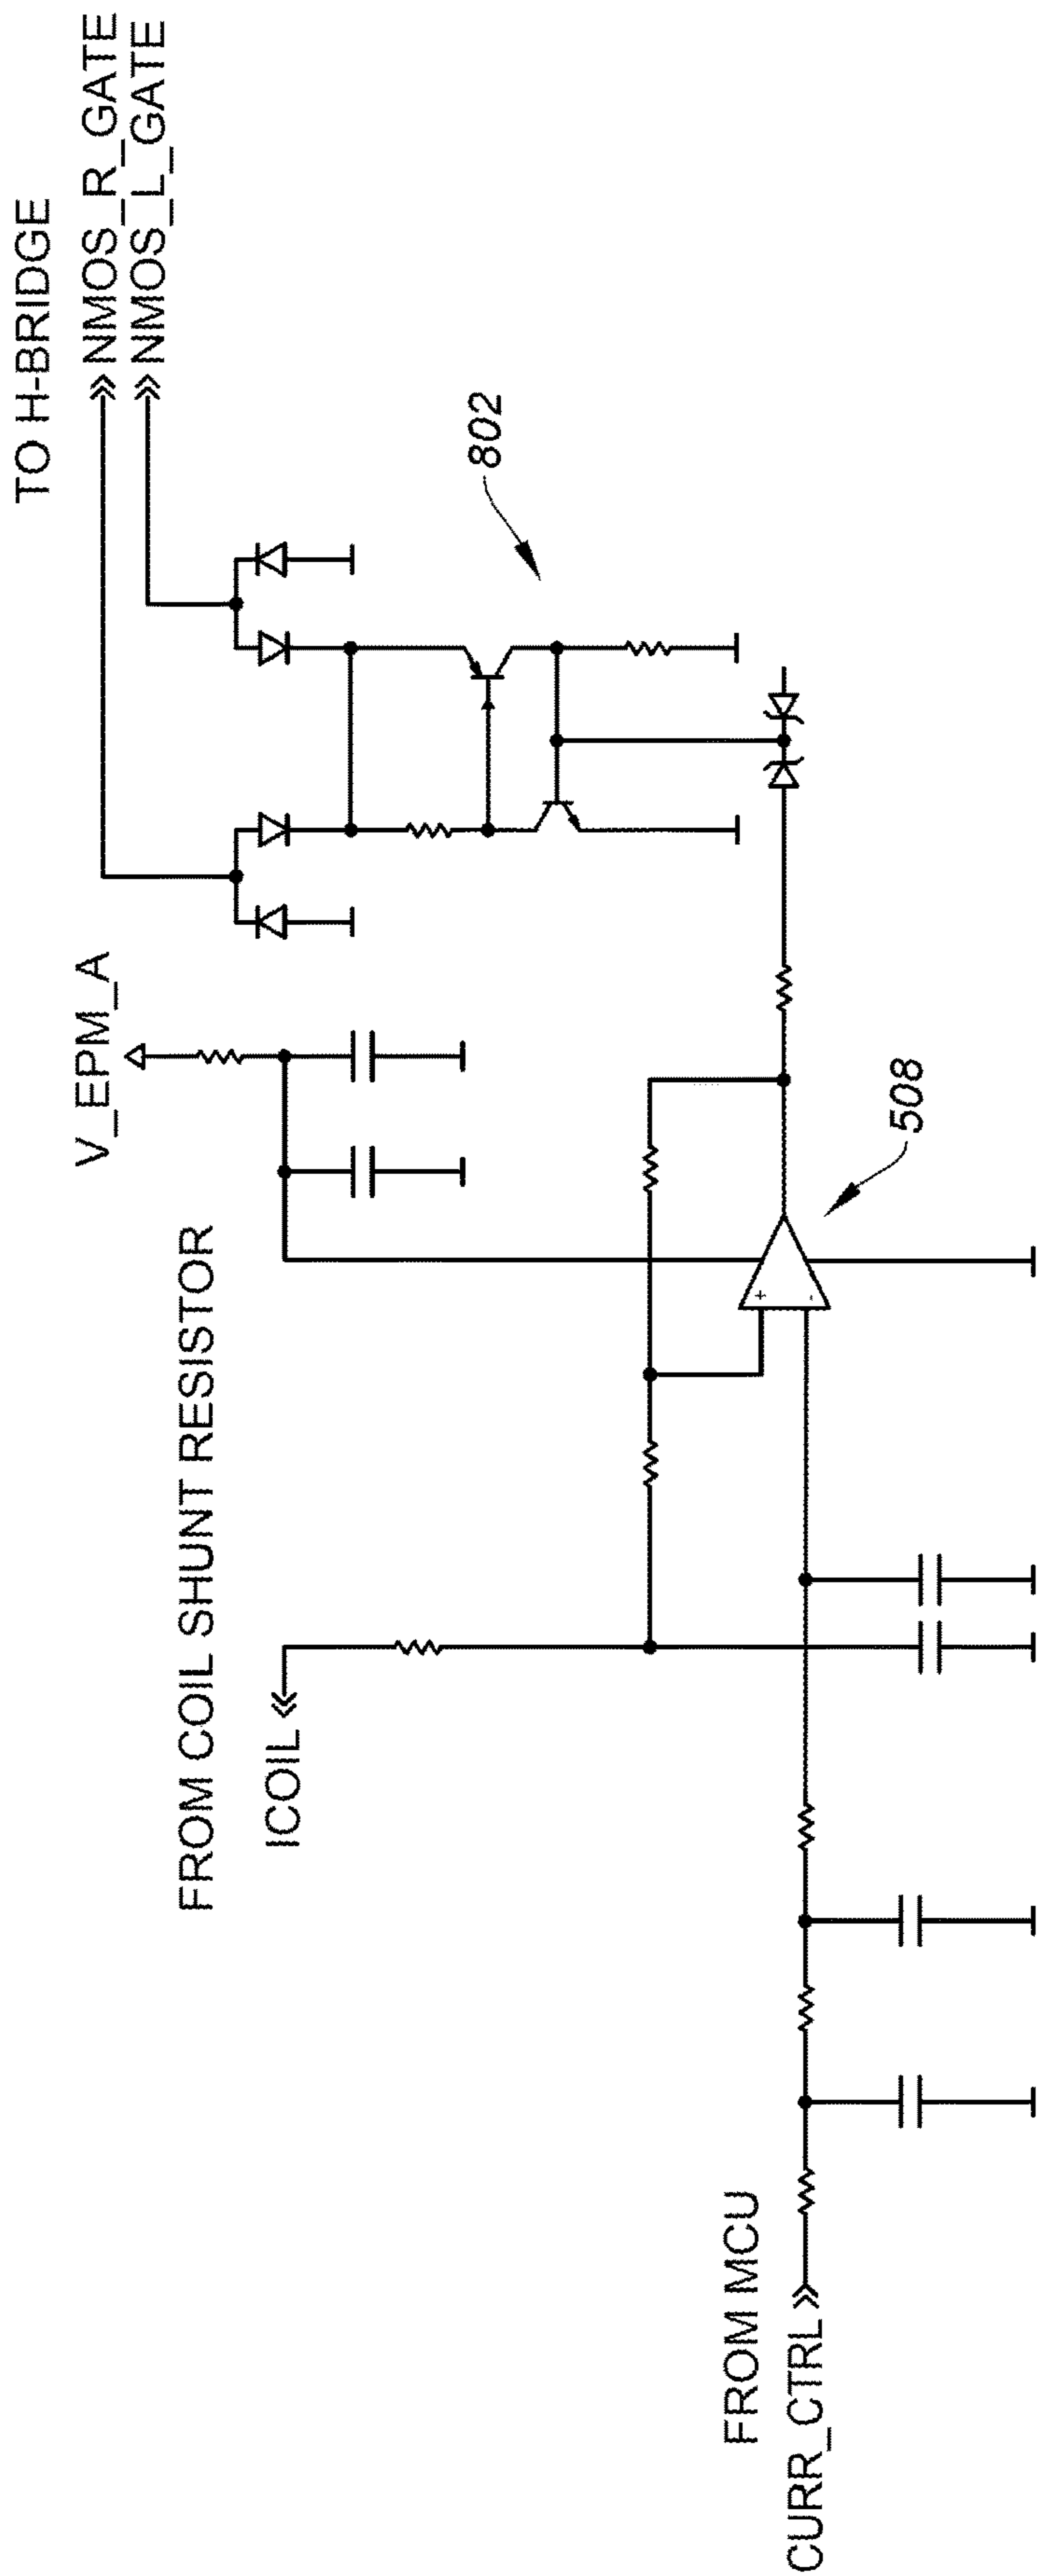 TO H-BRIDGE
NMOS_R_GATE
NMOS_L_GATE
802
V_EPM_A
508
FROM COIL SHUNT RESISTOR
ICOIL
+
-
FROM MCU
CURR_CTRL